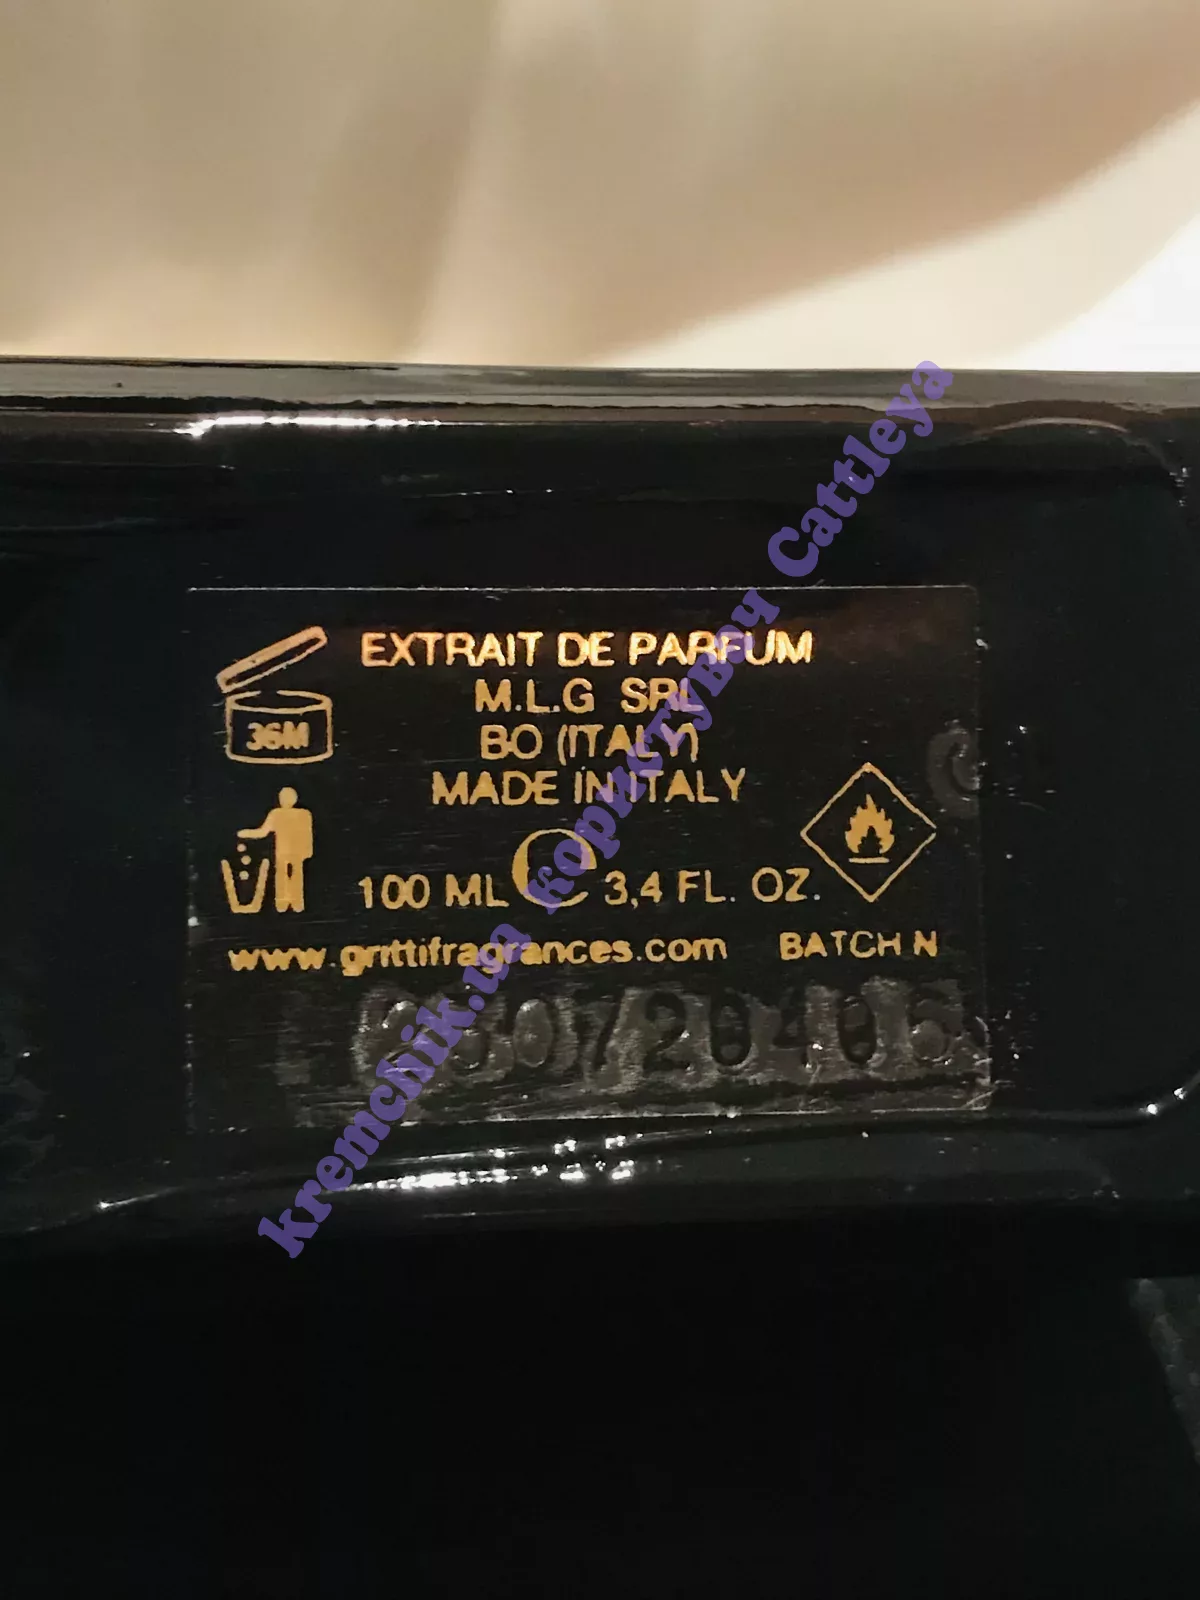 EXTRAIT DE PARFUM
M.L.G SRL
BO (ITALY)
MADE IN ITALY
36M
100 ML e 3,4 FL. OZ.
www.grittifragrances.com BATCH N
kremchik.ua користувач Cattleya